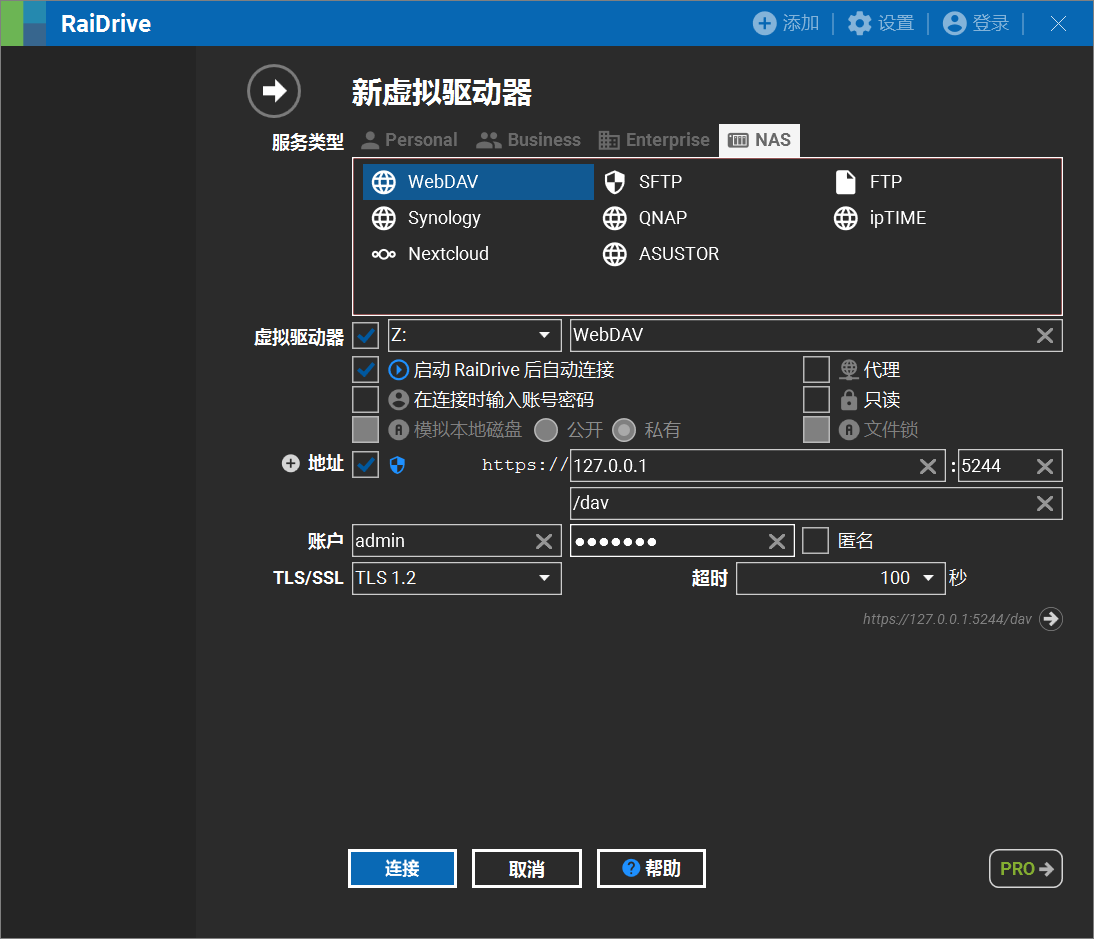 RaiDrive 添加 设置 登录
新虚拟驱动器
服务类型 Personal Business Enterprise NAS
WebDAV SFTP FTP
Synology QNAP ipTIME
Nextcloud ASUSTOR
虚拟驱动器 Z: WebDAV
启动 RaiDrive 后自动连接 代理
在连接时输入账号密码 只读
A 模拟本地磁盘 公开 私有 A 文件锁
地址 https:// 127.0.0.1 : 5244
/dav
账户 admin ●●●●●●● 匿名
TLS/SSL TLS 1.2 超时 100 秒
https://127.0.0.1:5244/dav
连接 取消 ? 帮助 PRO